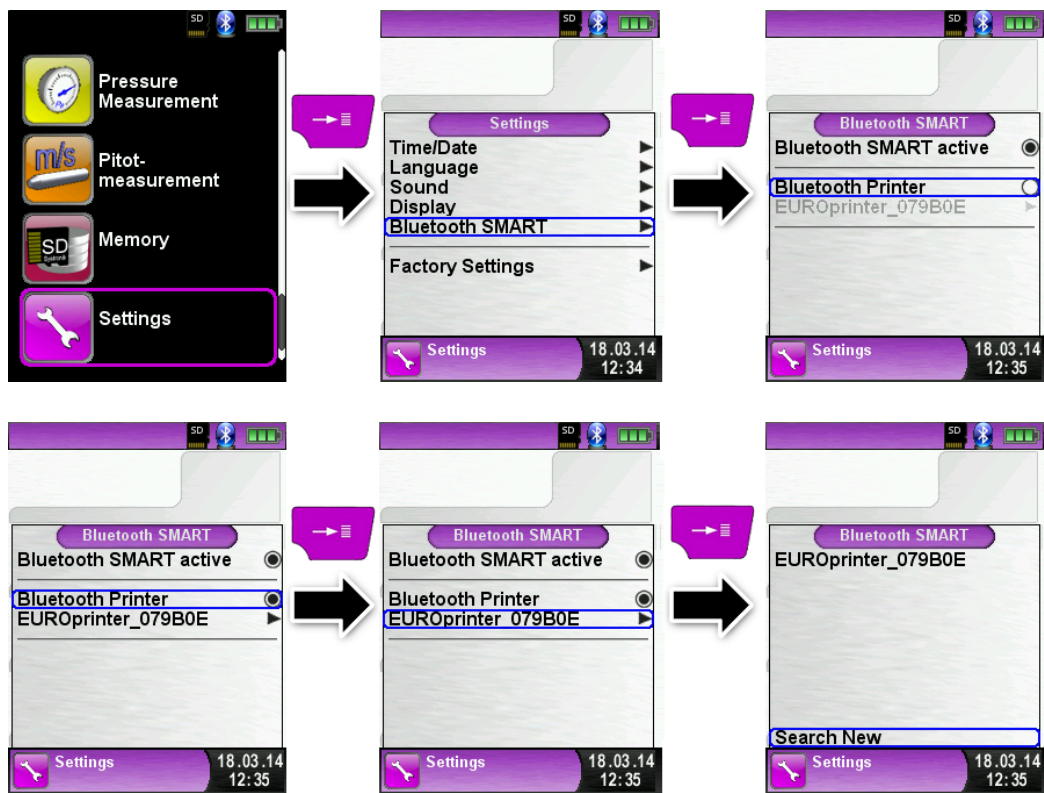 SD
Pressure
Measurement
Pa
m/s
Pitot-
measurement
SD
Memory
Settings
SD
Settings
Time/Date
Language
Sound
Display
Bluetooth SMART
Factory Settings
Settings
18.03.14
12:34
SD
Bluetooth SMART
Bluetooth SMART active
Bluetooth Printer
EUROprinter_079B0E
Settings
18.03.14
12:35
SD
Bluetooth SMART
Bluetooth SMART active
Bluetooth Printer
EUROprinter_079B0E
Settings
18.03.14
12:35
SD
Bluetooth SMART
Bluetooth SMART active
Bluetooth Printer
EUROprinter_079B0E
Settings
18.03.14
12:35
SD
Bluetooth SMART
EUROprinter_079B0E
Search New
Settings
18.03.14
12:35